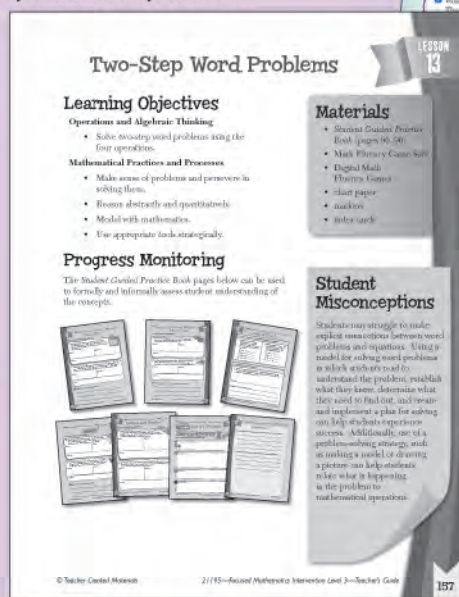 LESSON
13
Two-Step Word Problems
Learning Objectives
Operations and Algebraic Thinking
• Solve two-step word problems using the
four operations.
Mathematical Practices and Processes
• Make sense of problems and persevere in
solving them.
• Reason abstractly and quantitatively.
• Model with mathematics.
• Use appropriate tools strategically.
Progress Monitoring
The Student Guided Practice Book pages below can be used
to formally and informally assess student understanding of
the concepts.
Materials
• Student Guided Practice
Book (pages
• Math Fluency Game Sets
• Digital Math
Fluency Games
• chart paper
• markers
• index cards
Student
Misconceptions
Students may struggle to make
explicit connections between word
problems and equations. Using a
model for solving word problems
in which students read to
understand the problem, establish
what they know, determine what
they need to find out, and create
and implement a plan for solving
can help students experience
success. Additionally, use of a
problem-solving strategy, such
as making a model or drawing
a picture can help students
relate what is happening
in the problem to
mathematical operations.
© Teacher Created Materials
21795—Focused Mathematics Intervention Level 3—Teacher's Guide
157